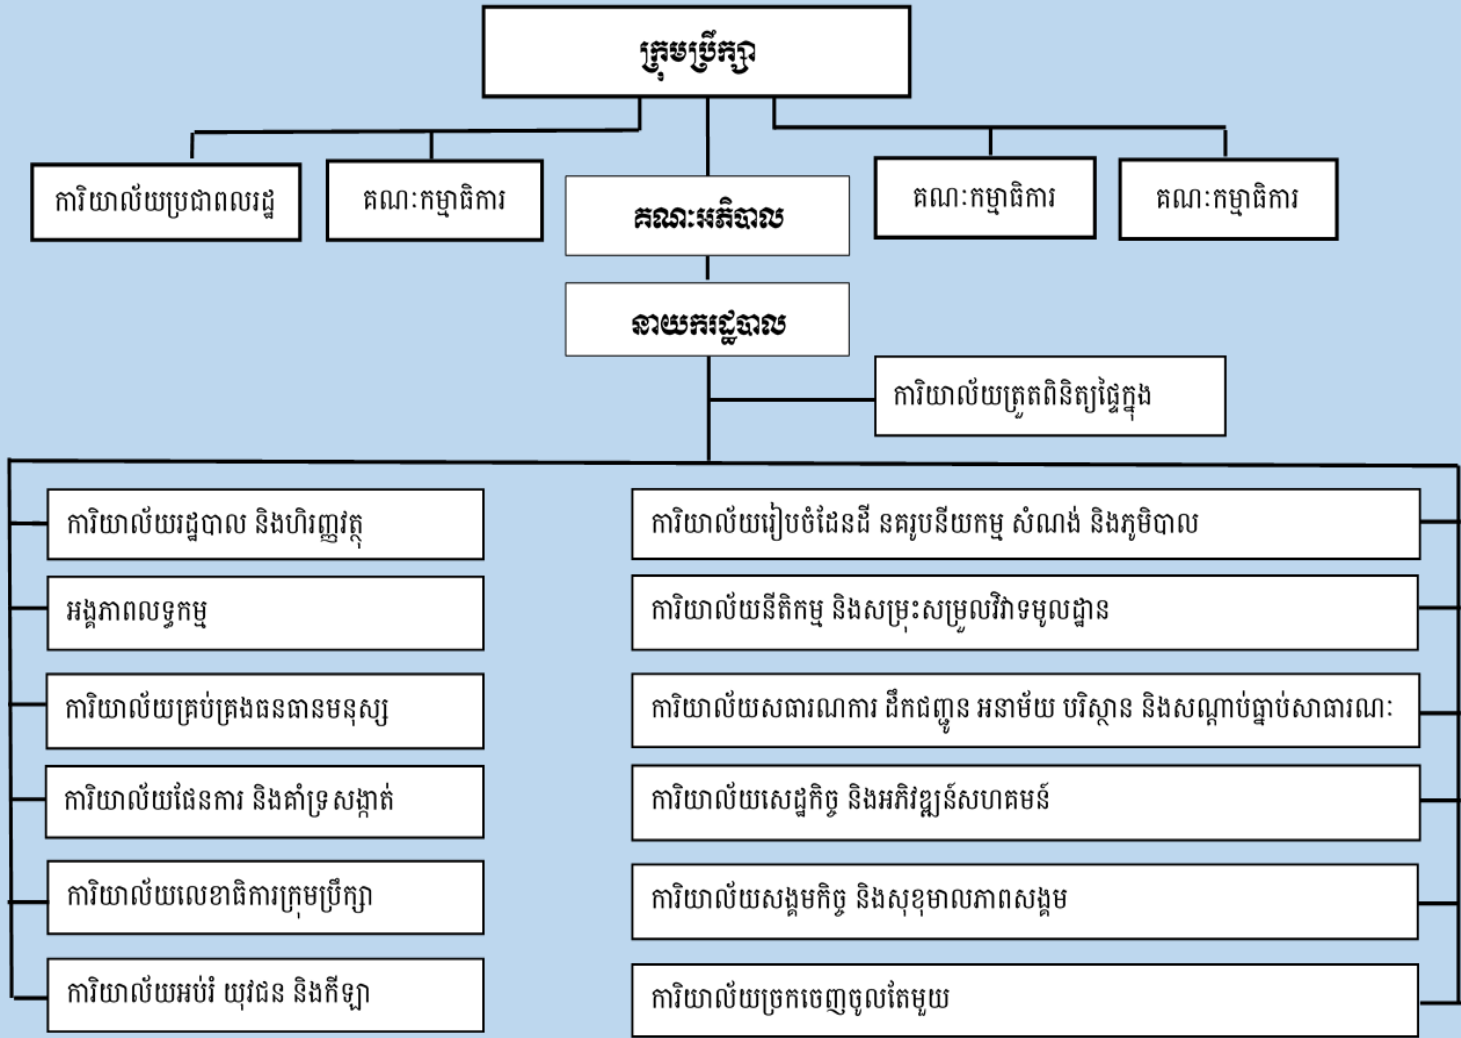 ក្រុមប្រឹក្សា
ការិយាល័យប្រជាពលរដ្ឋ
គណៈកម្មាធិការ
គណៈអភិបាល
គណៈកម្មាធិការ
គណៈកម្មាធិការ
នាយករដ្ឋបាល
ការិយាល័យត្រួតពិនិត្យផ្ទៃក្នុង
ការិយាល័យរដ្ឋបាល និងហិរញ្ញវត្ថុ
អង្គភាពលទ្ធកម្ម
ការិយាល័យគ្រប់គ្រងធនធានមនុស្ស
ការិយាល័យផែនការ និងគាំទ្រសង្កាត់
ការិយាល័យលេខាធិការក្រុមប្រឹក្សា
ការិយាល័យអប់រំ យុវជន និងកីឡា
ការិយាល័យរៀបចំដែនដី នគរូបនីយកម្ម សំណង់ និងភូមិបាល
ការិយាល័យនីតិកម្ម និងសម្រុះសម្រួលវិវាទមូលដ្ឋាន
ការិយាល័យសធារណការ ដឹកជញ្ជូន អនាម័យ បរិស្ថាន និងសណ្តាប់ធ្នាប់សាធារណៈ
ការិយាល័យសេដ្ឋកិច្ច និងអភិវឌ្ឍន៍សហគមន៍
ការិយាល័យសង្គមកិច្ច និងសុខុមាលភាពសង្គម
ការិយាល័យច្រកចេញចូលតែមួយ